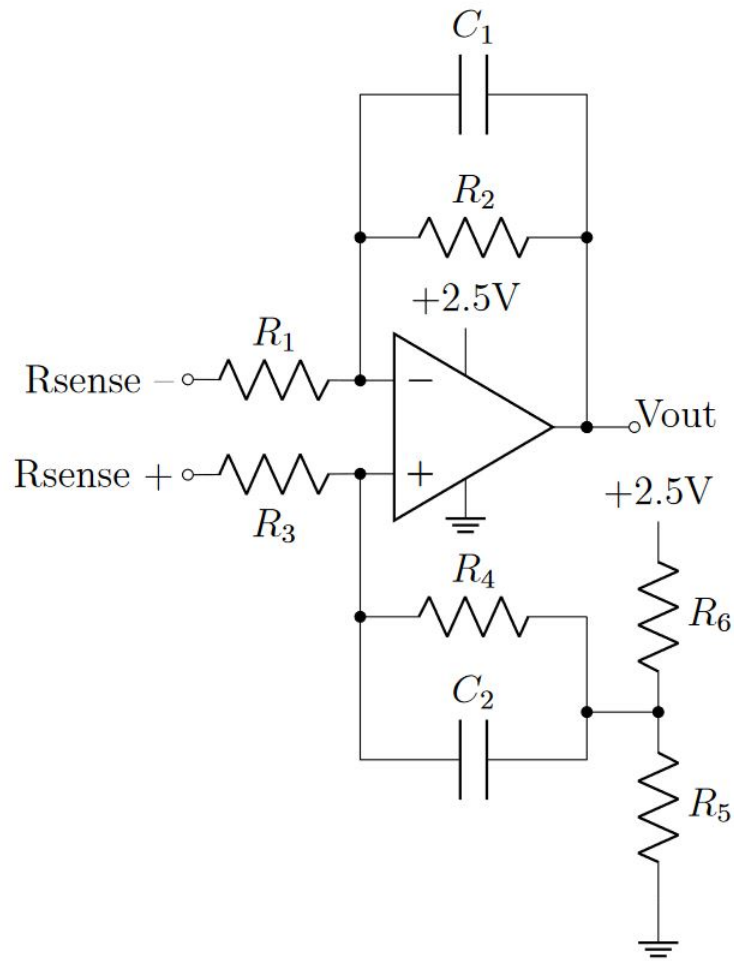 C₁
R₂
+2.5V
R₁
Rsense −
−
Vout
Rsense +
+
R₃
+2.5V
R₄
R₆
C₂
R₅